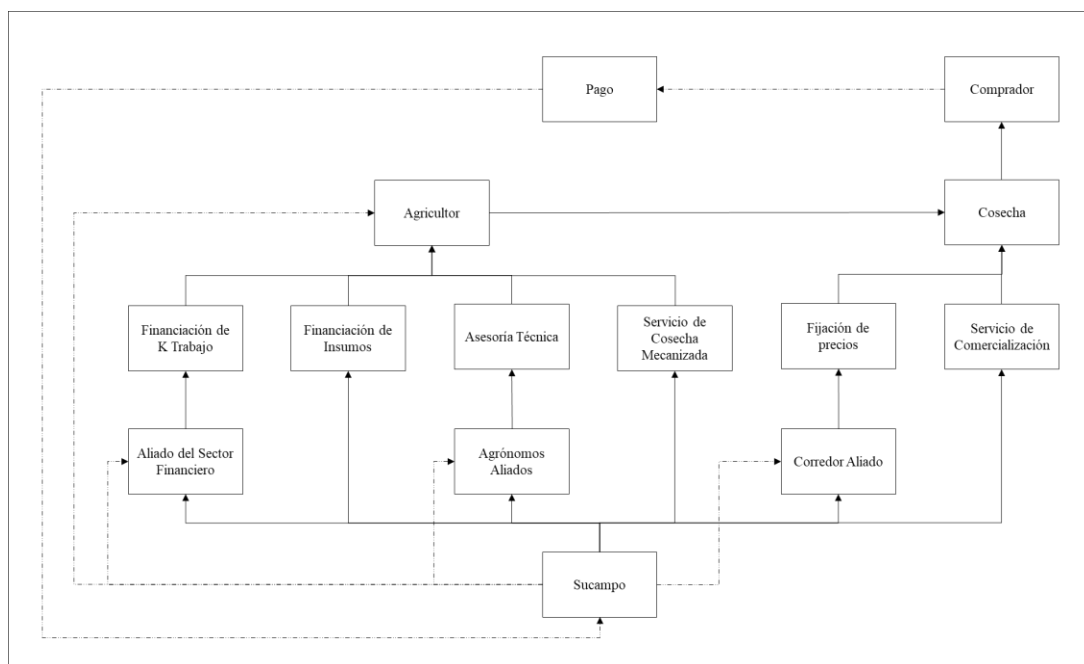 Pago
Comprador
Agricultor
Cosecha
Financiación de
K Trabajo
Financiación de
Insumos
Asesoría Técnica
Servicio de
Cosecha
Mecanizada
Fijación de
precios
Servicio de
Comercialización
Aliado del Sector
Financiero
Agrónomos
Aliados
Corredor Aliado
Sucampo